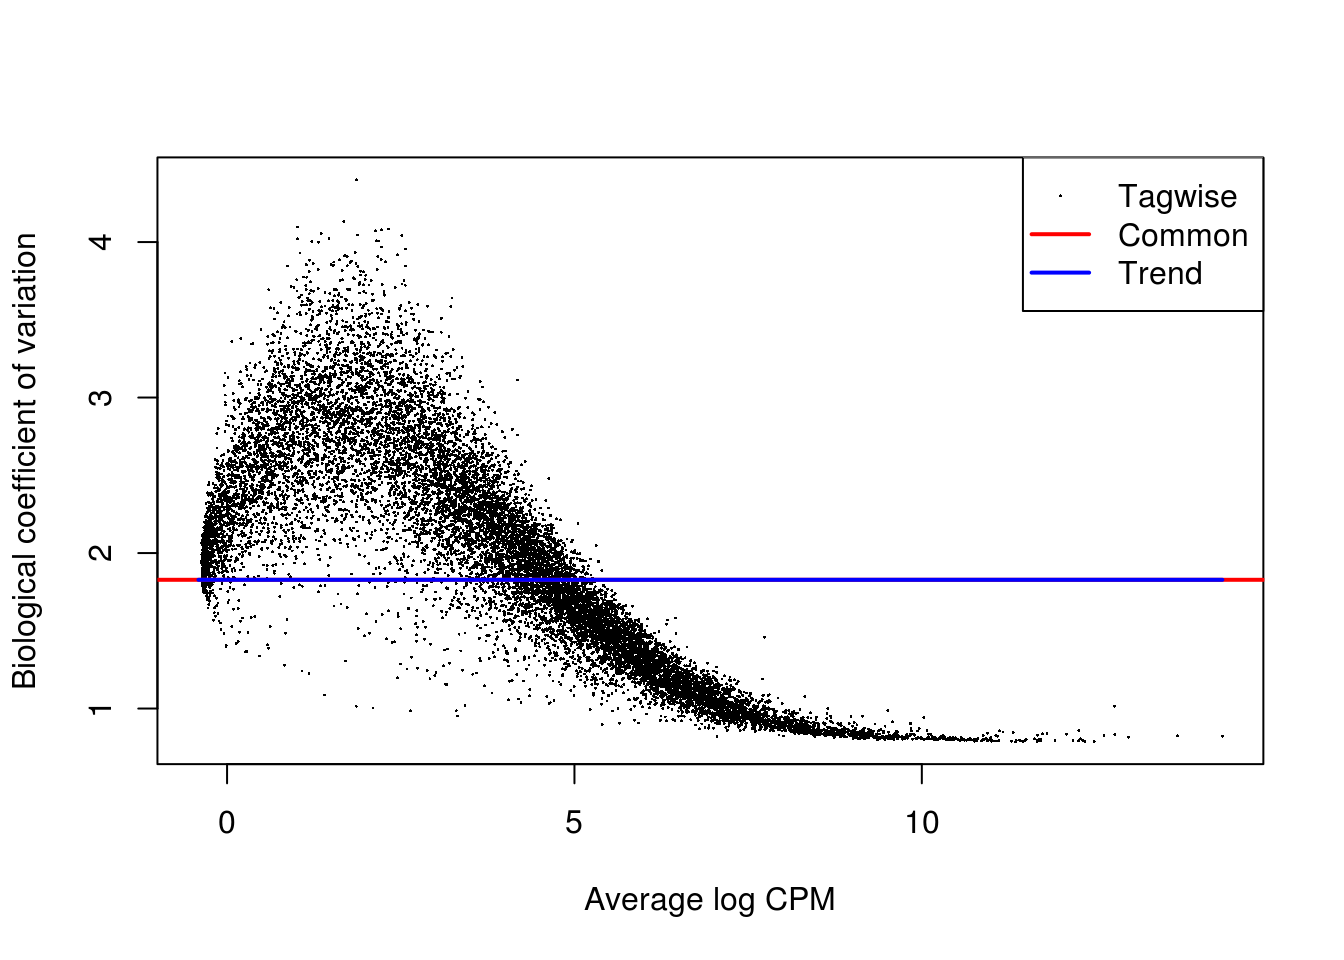 Tagwise
Common
Trend
Biological coefficient of variation
4
3
2
1
0
5
10
Average log CPM